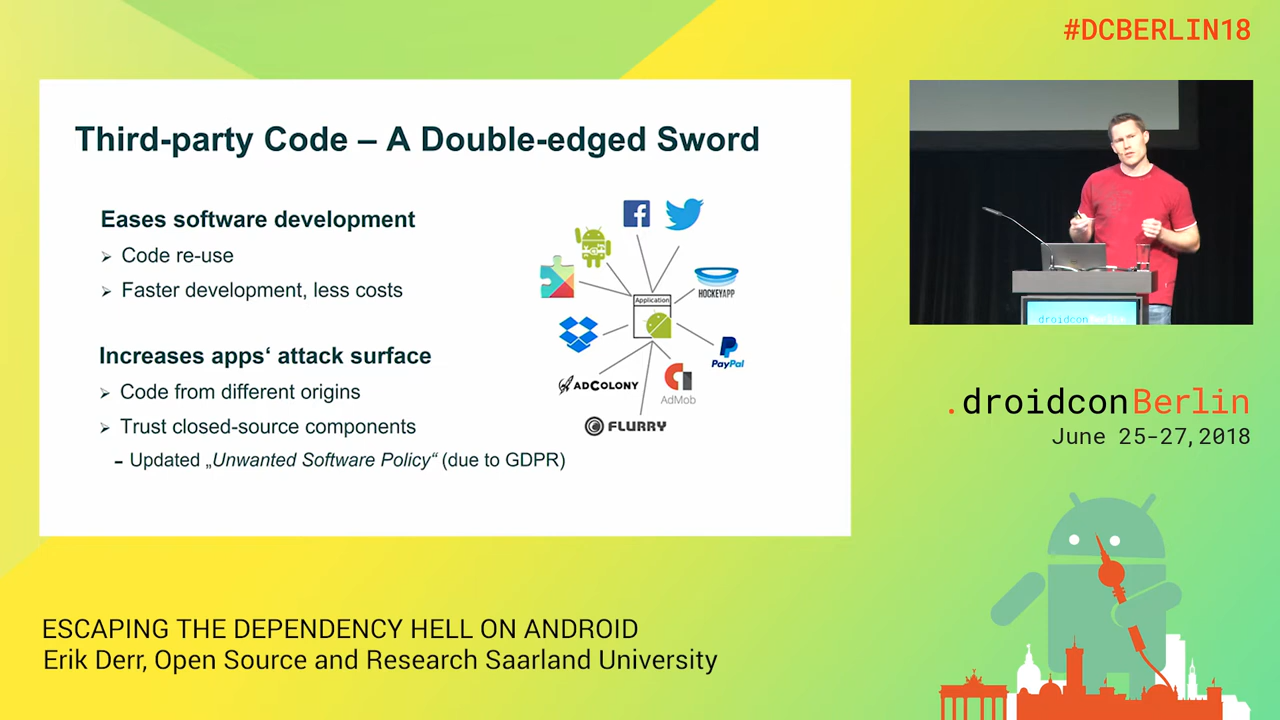 #DCBERLIN18
Third-party Code – A Double-edged Sword
Eases software development
➢ Code re-use
➢ Faster development, less costs
Increases apps‘ attack surface
➢ Code from different origins
➢ Trust closed-source components
– Updated „Unwanted Software Policy“ (due to GDPR)
HOCKEYAPP
Application
PayPal
ADCOLONY
AdMob
FLURRY
droidconBerlin
.droidconBerlin
June 25-27,2018
ESCAPING THE DEPENDENCY HELL ON ANDROID
Erik Derr, Open Source and Research Saarland University